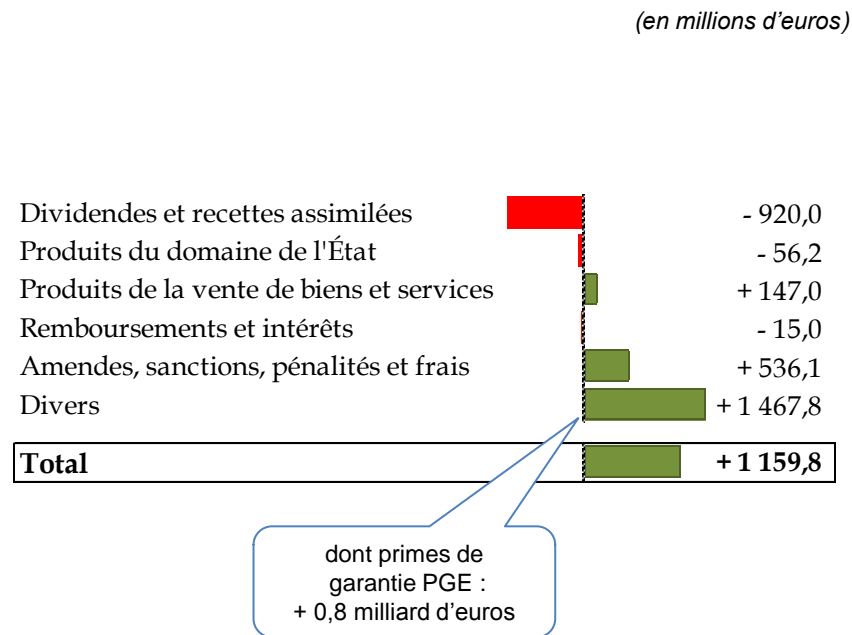 (en millions d’euros)
Dividendes et recettes assimilées - 920,0
Produits du domaine de l'État - 56,2
Produits de la vente de biens et services + 147,0
Remboursements et intérêts - 15,0
Amendes, sanctions, pénalités et frais + 536,1
Divers + 1 467,8
Total + 1 159,8
dont primes de
garantie PGE :
+ 0,8 milliard d’euros